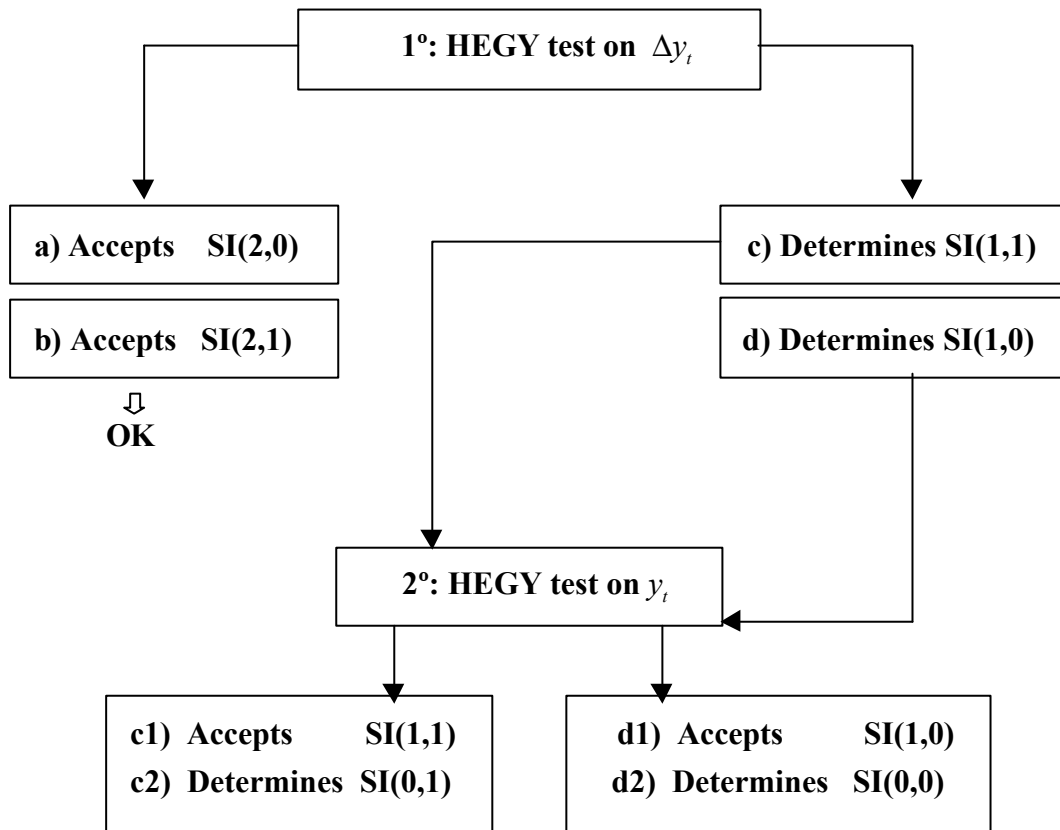 1º: HEGY test on Δyₜ
a) Accepts SI(2,0)
b) Accepts SI(2,1)
OK
c) Determines SI(1,1)
d) Determines SI(1,0)
2º: HEGY test on yₜ
c1) Accepts SI(1,1)
c2) Determines SI(0,1)
d1) Accepts SI(1,0)
d2) Determines SI(0,0)